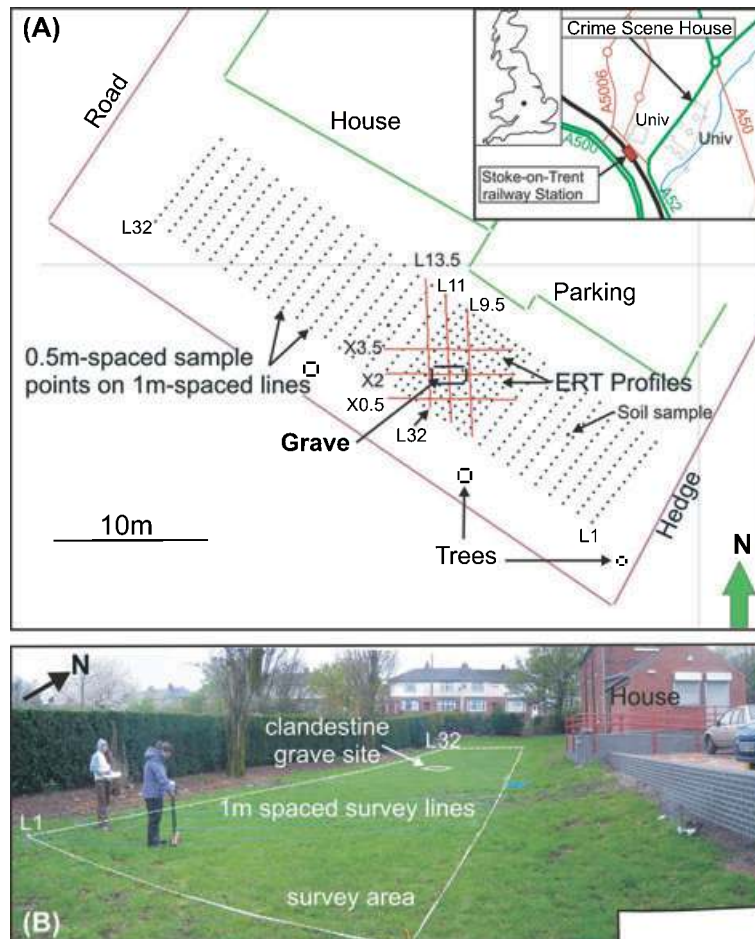 (A)
Road
House
Crime Scene House
A5006
Univ
Univ
A50
A500
Stoke-on-Trent
railway Station
A52
L32
L13.5
L11
L9.5
Parking
0.5m-spaced sample
points on 1m-spaced lines
X3.5
X2
X0.5
ERT Profiles
Soil sample
Grave
L32
10m
Trees
L1
Hedge
N
(B)
N
House
clandestine
grave site
L32
L1
1m spaced survey lines
survey area